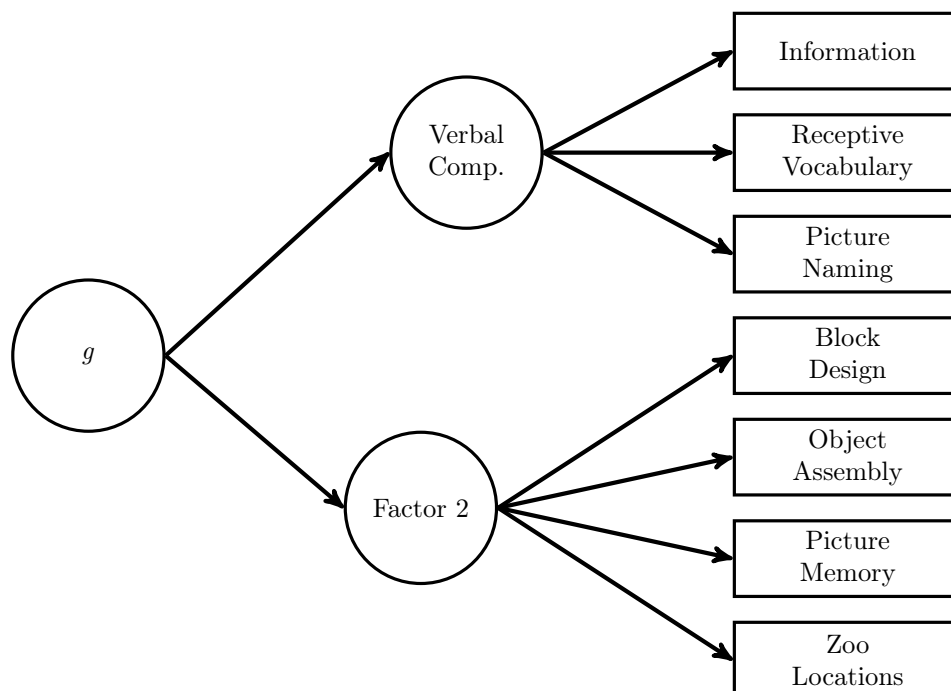 Information
Verbal
Comp.
Receptive
Vocabulary
Picture
Naming
g
Block
Design
Object
Assembly
Factor 2
Picture
Memory
Zoo
Locations